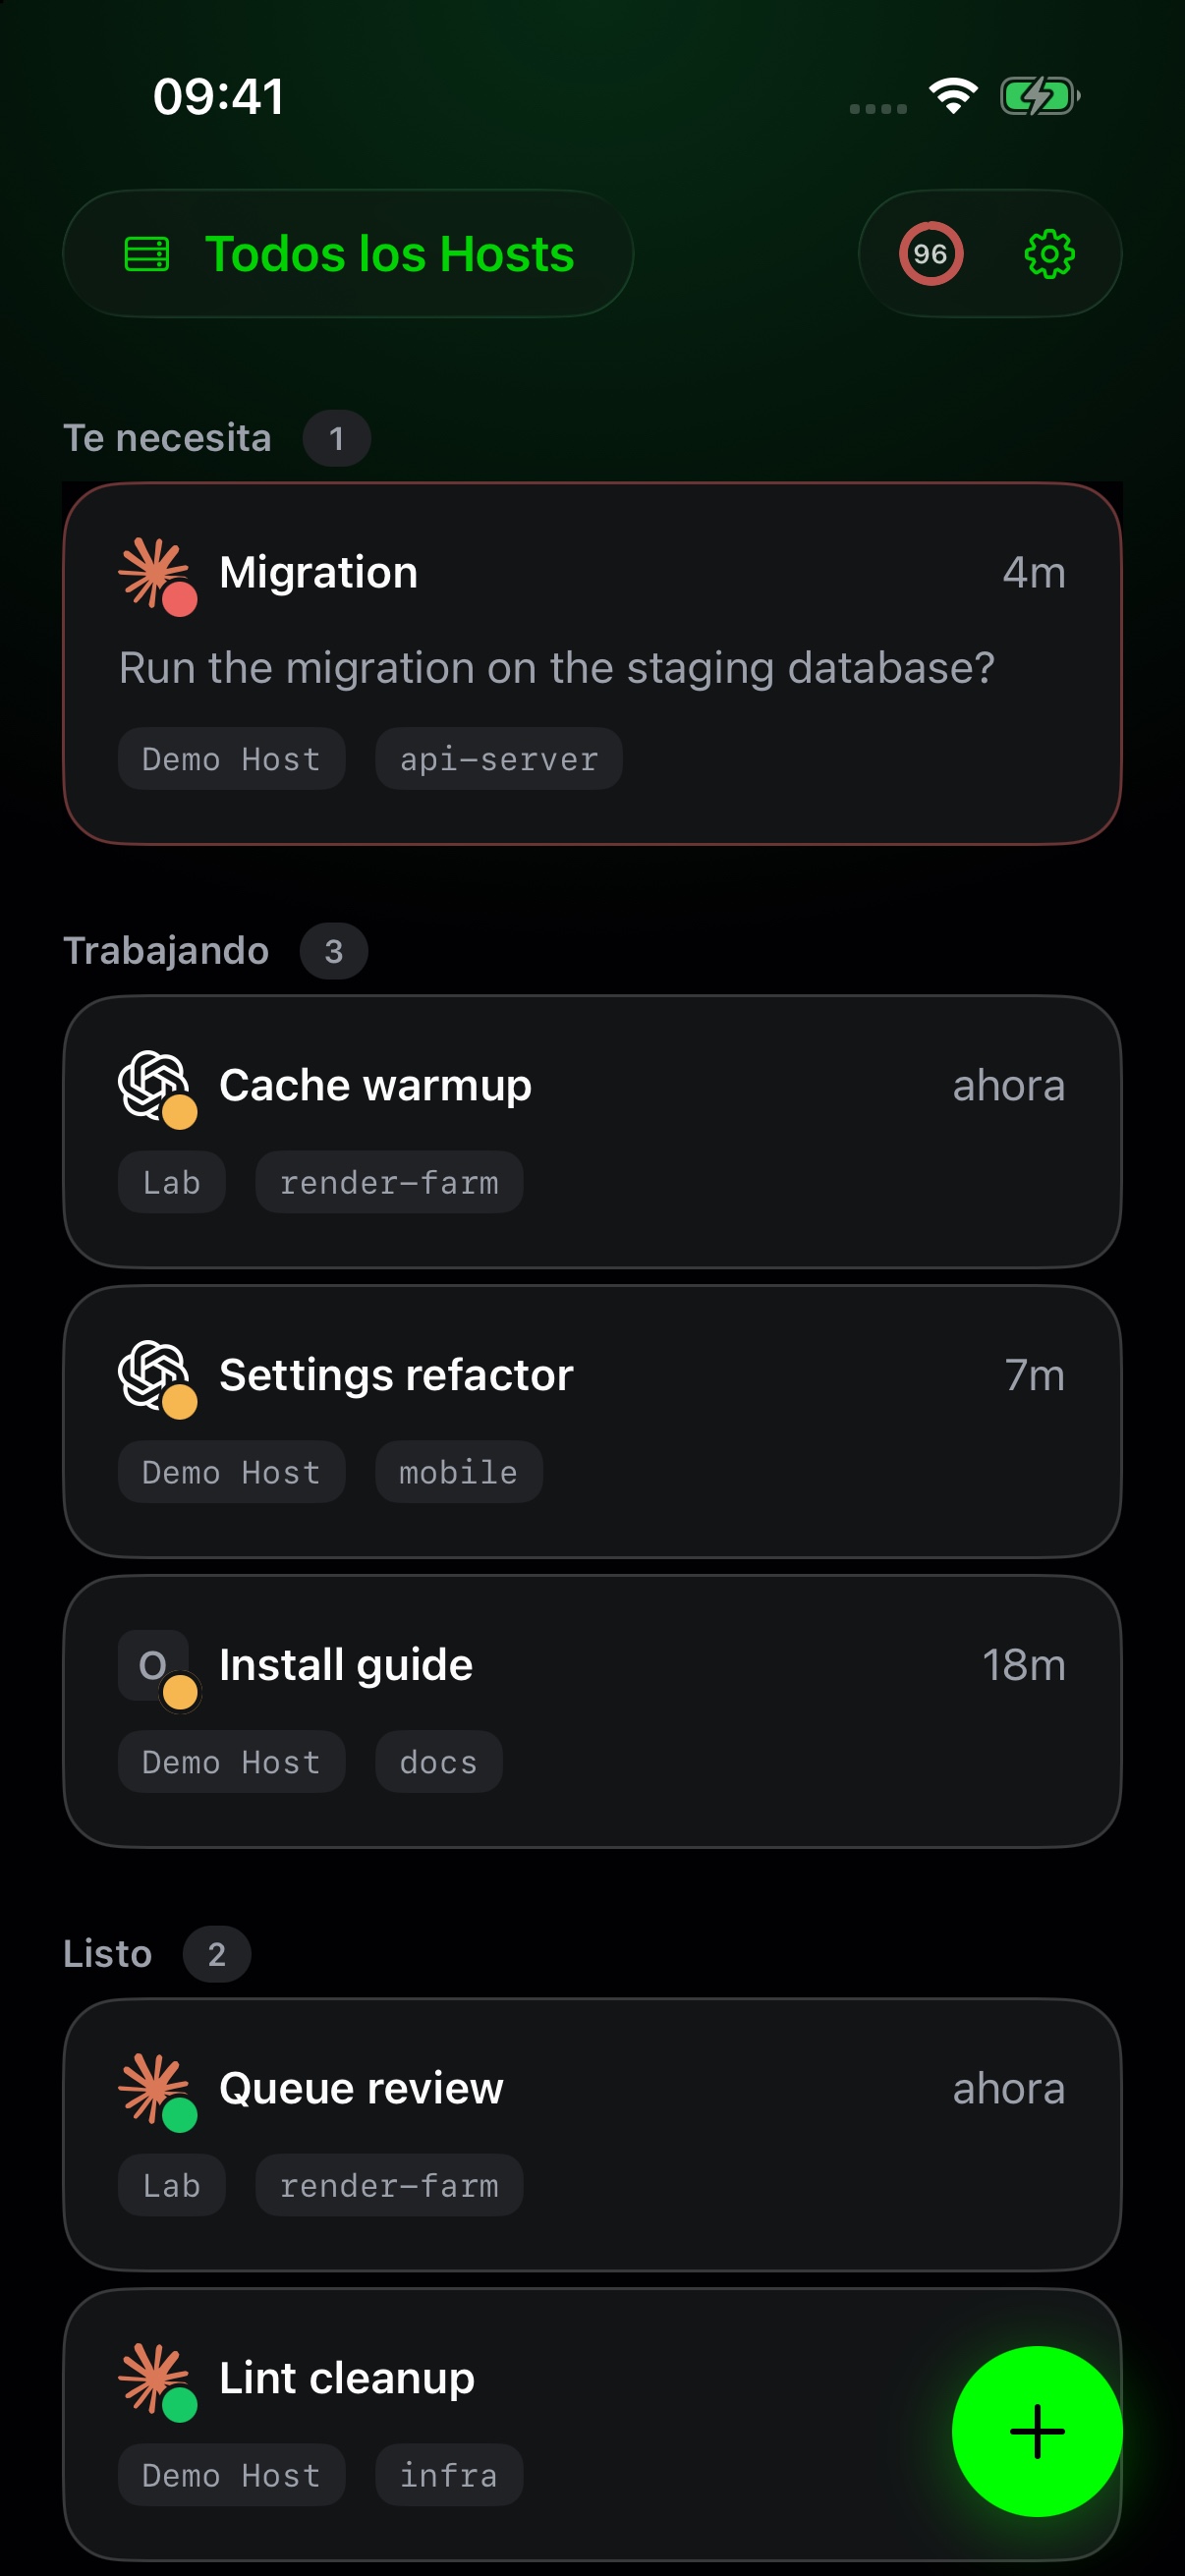 09:41
Todos los Hosts
96
Te necesita 1
Migration 4m
Run the migration on the staging database?
Demo Host api-server
Trabajando 3
Cache warmup ahora
Lab render-farm
Settings refactor 7m
Demo Host mobile
O Install guide 18m
Demo Host docs
Listo 2
Queue review ahora
Lab render-farm
Lint cleanup
Demo Host infra